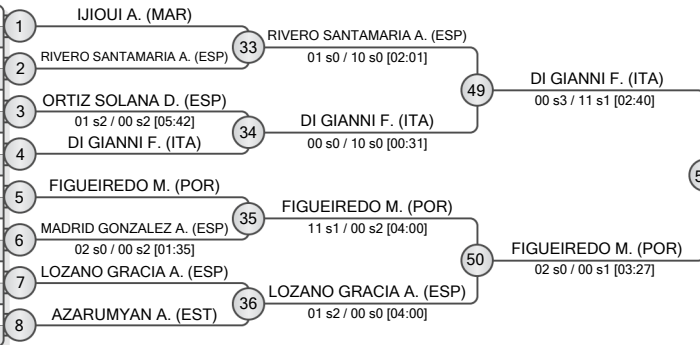 1
IJIOUI A. (MAR)
2
RIVERO SANTAMARIA A. (ESP)
33
RIVERO SANTAMARIA A. (ESP)
01 s0 / 10 s0 [02:01]
3
ORTIZ SOLANA D. (ESP)
01 s2 / 00 s2 [05:42]
4
DI GIANNI F. (ITA)
34
DI GIANNI F. (ITA)
00 s0 / 10 s0 [00:31]
49
DI GIANNI F. (ITA)
00 s3 / 11 s1 [02:40]
5
FIGUEIREDO M. (POR)
6
MADRID GONZALEZ A. (ESP)
02 s0 / 00 s2 [01:35]
35
FIGUEIREDO M. (POR)
11 s1 / 00 s2 [04:00]
7
LOZANO GRACIA A. (ESP)
8
AZARUMYAN A. (EST)
36
LOZANO GRACIA A. (ESP)
01 s2 / 00 s0 [04:00]
50
FIGUEIREDO M. (POR)
02 s0 / 00 s1 [03:27]